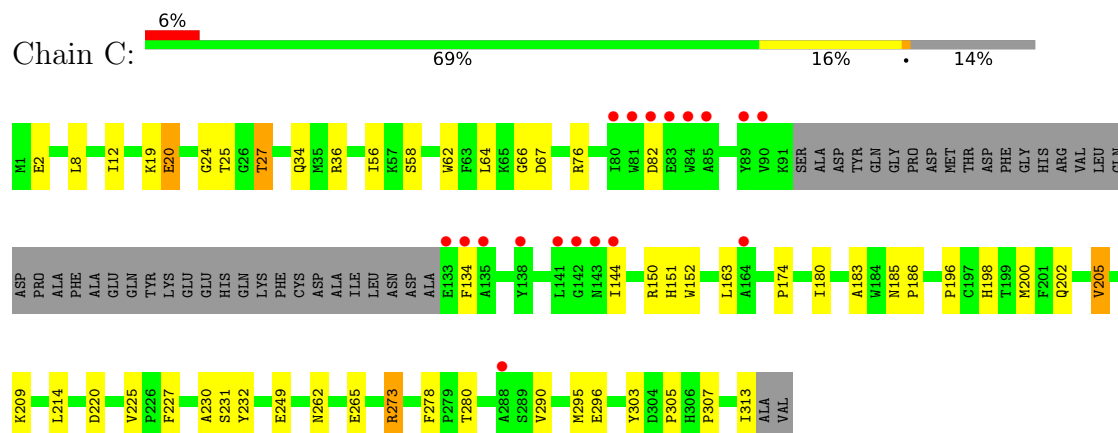 6%
Chain C:
69% 16% • 14%
M1 E2 L8 I12 K19 E20 G24 T25 G26 T27 Q34 M35 R36 I56 K57 S58 W62 F63 L64 K65 G66 D67 R76 I80 W81 D82 E83 W84 A85 Y89 V90 K91 SER ALA ASP TYR GLN GLY PRO ASP MET THR ASP PHE GLY HIS ARG VAL LEU GLN
ASP PRO ALA PHE ALA GLU GLN TYR LYS GLU GLU HIS GLN LYS PHE CYS ASP ALA ILE LEU ASN ASP ALA E133 F134 A135 Y138 L141 G142 N143 I144 R150 H151 W152 L163 A164 P174 I180 A183 W184 N185 P186 P196 C197 H198 T199 M200 F201 Q202 V205
K209 L214 D220 V225 P226 F227 A230 S231 Y232 E249 N262 E265 R273 F278 P279 T280 A288 S289 V290 M295 E296 Y303 D304 P305 H306 P307 I313 ALA VAL